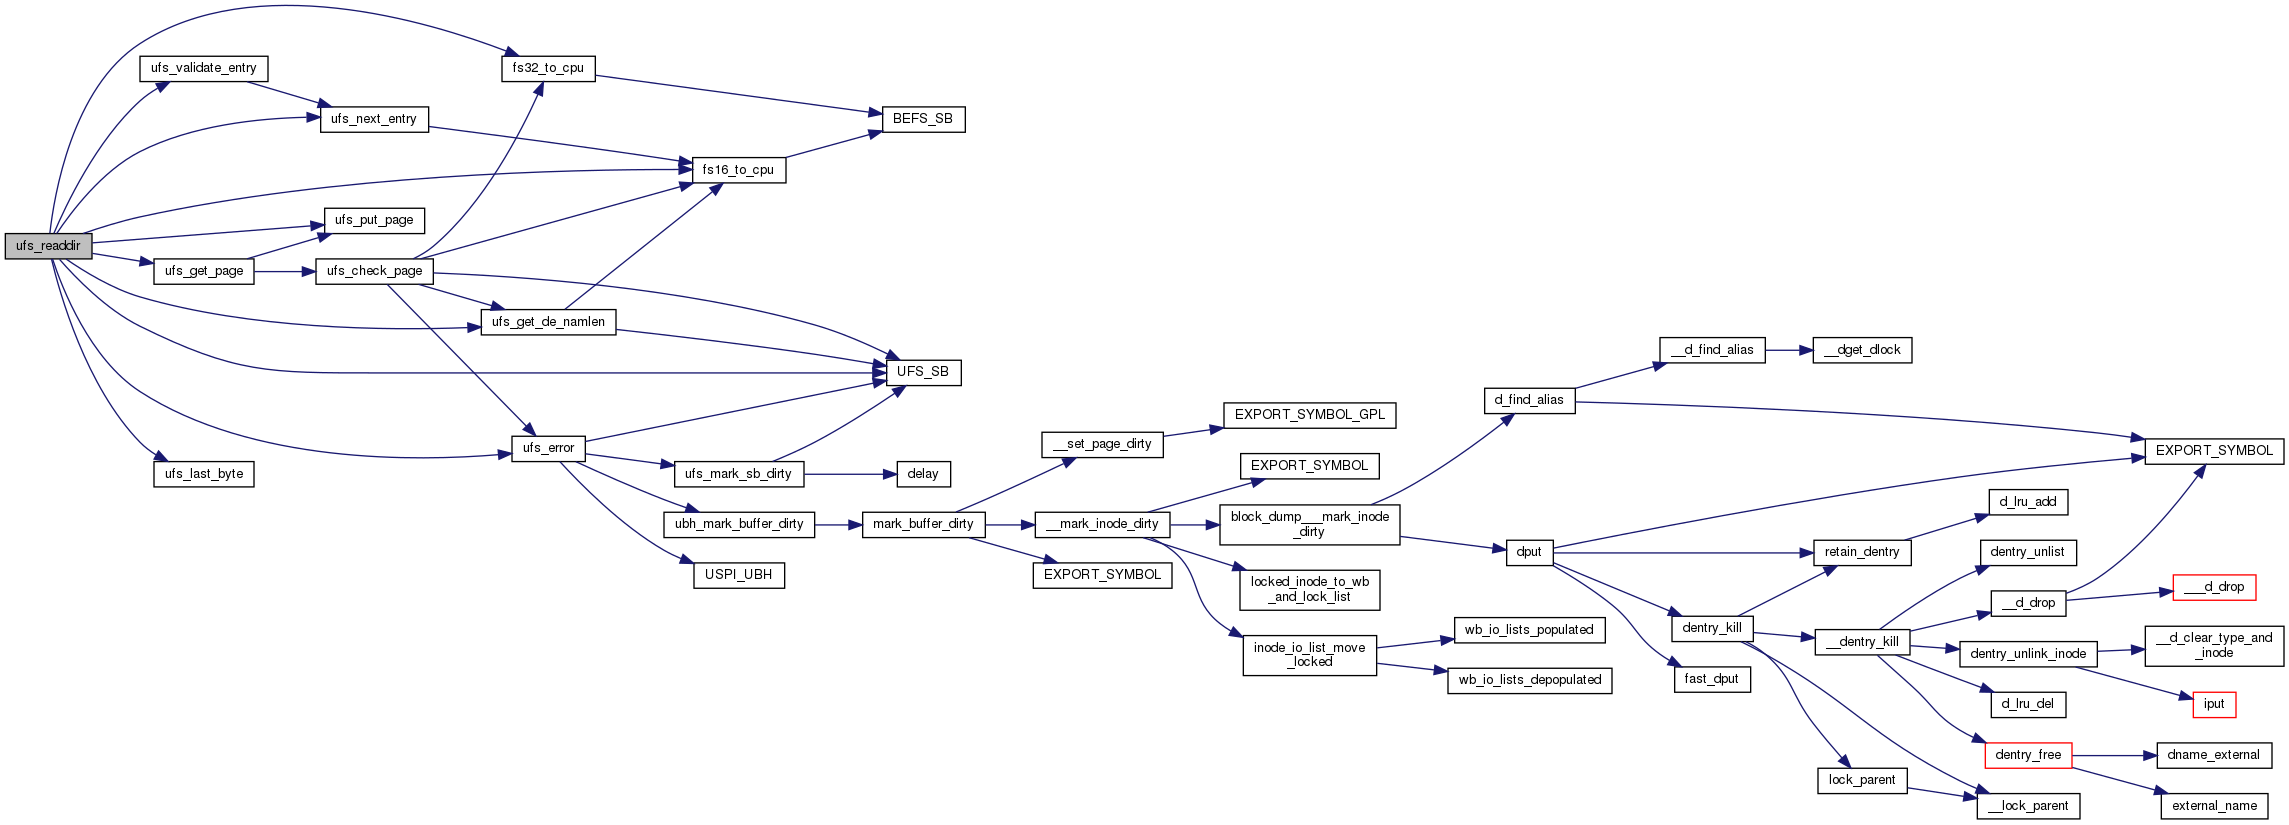 ufs_readdir
ufs_validate_entry
ufs_get_page
ufs_last_byte
ufs_next_entry
ufs_put_page
ufs_check_page
fs32_to_cpu
ufs_get_de_namlen
ufs_error
fs16_to_cpu
ufs_mark_sb_dirty
ubh_mark_buffer_dirty
USPI_UBH
BEFS_SB
UFS_SB
delay
mark_buffer_dirty
__set_page_dirty
__mark_inode_dirty
EXPORT_SYMBOL
EXPORT_SYMBOL_GPL
EXPORT_SYMBOL
block_dump___mark_inode
_dirty
locked_inode_to_wb
_and_lock_list
inode_io_list_move
_locked
d_find_alias
dput
wb_io_lists_populated
wb_io_lists_depopulated
__d_find_alias
dentry_kill
fast_dput
__dget_dlock
retain_dentry
__dentry_kill
lock_parent
d_lru_add
dentry_unlist
__d_drop
dentry_unlink_inode
d_lru_del
dentry_free
__lock_parent
EXPORT_SYMBOL
___d_drop
__d_clear_type_and
_inode
iput
dname_external
external_name